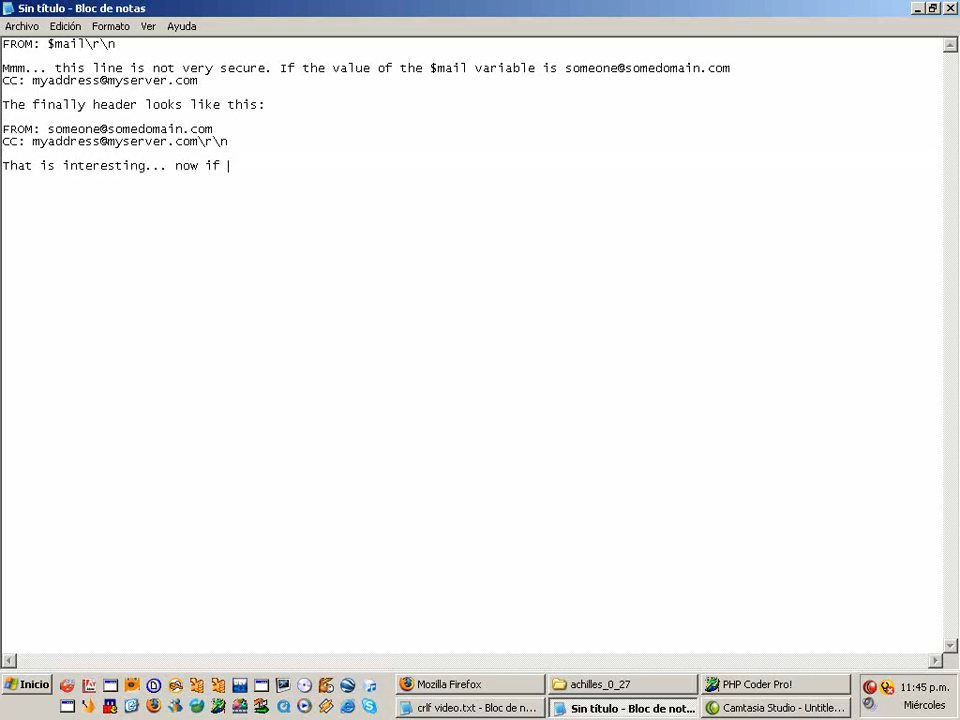 Sin título - Bloc de notas
Archivo Edición Formato Ver Ayuda
FROM: $mail\r\n
Mmm... this line is not very secure. If the value of the $mail variable is someone@somedomain.com
CC: myaddress@myserver.com
The finally header looks like this:
FROM: someone@somedomain.com
CC: myaddress@myserver.com\r\n
That is interesting... now if
Inicio
Mozilla Firefox
achilles_0_27
PHP Coder Pro!
11:45 p.m.
crlf video.txt - Bloc de n...
Sin título - Bloc de not...
Camtasia Studio - Untitle...
Miércoles